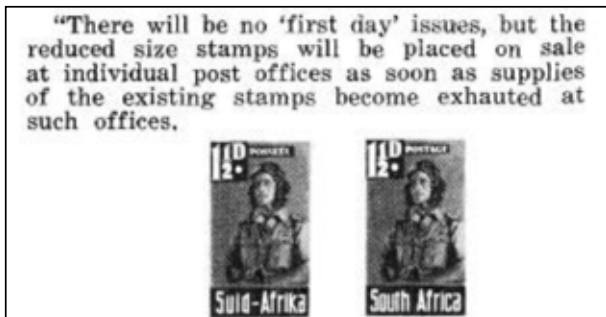 “There will be no ‘first day’ issues, but the
reduced size stamps will be placed on sale
at individual post offices as soon as supplies
of the existing stamps become exhauted at
such offices.
1½D POSSEËL
1½D POSTAGE
Suid-Afrika
South Africa